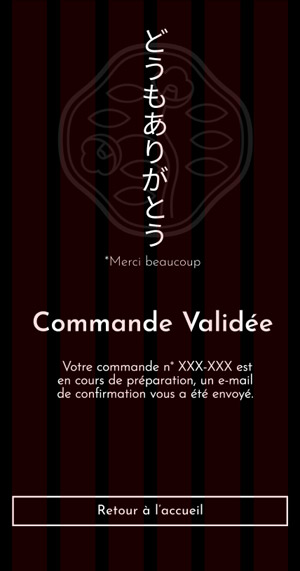 どうもありがとう
*Merci beaucoup
Commande Validée
Votre commande n° XXX-XXX est
en cours de préparation, un e-mail
de confirmation vous a été envoyé.
Retour à l'accueil